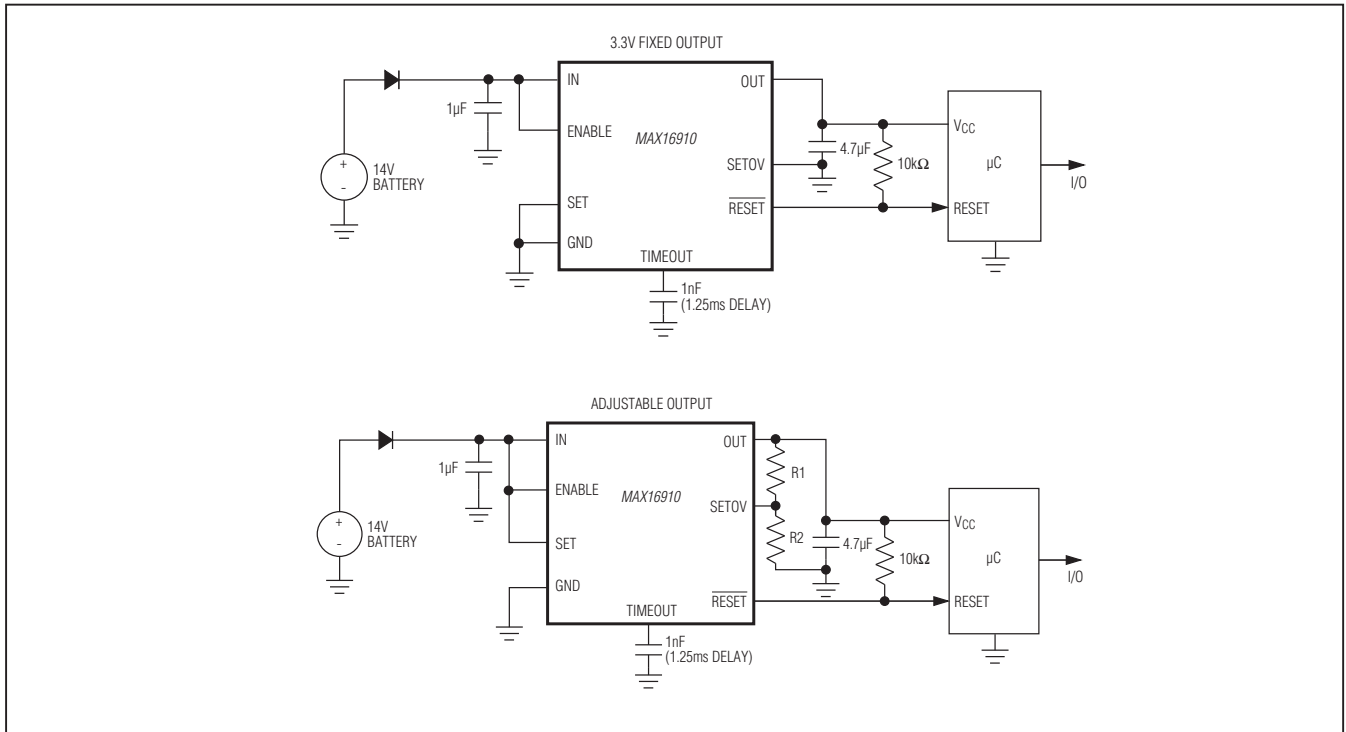 3.3V FIXED OUTPUT
IN
OUT
1µF
ENABLE
MAX16910
VCC
4.7µF
10kΩ
µC
SETOV
I/O
+
-
14V
BATTERY
SET
RESET
RESET
GND
TIMEOUT
1nF
(1.25ms DELAY)
ADJUSTABLE OUTPUT
IN
OUT
1µF
R1
ENABLE
MAX16910
SETOV
VCC
R2
+
-
14V
BATTERY
SET
4.7µF
10kΩ
µC
I/O
GND
RESET
RESET
TIMEOUT
1nF
(1.25ms DELAY)